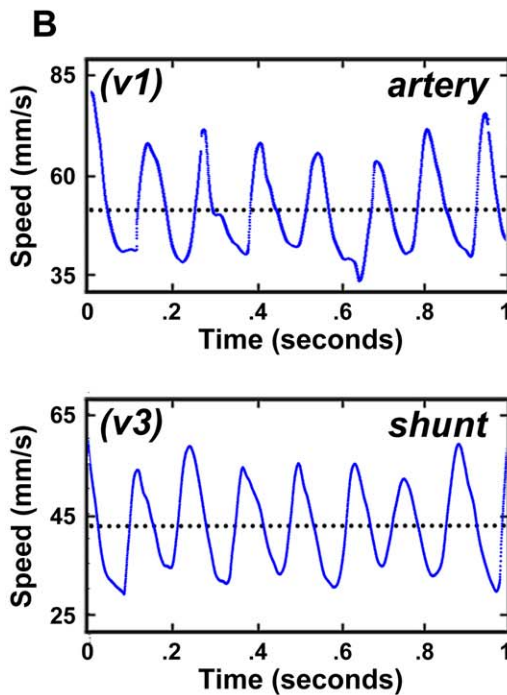 B
(v1) artery
Speed (mm/s)
85
60
35
0 .2 .4 .6 .8 1
Time (seconds)
(v3) shunt
Speed (mm/s)
65
45
25
0 .2 .4 .6 .8 1
Time (seconds)